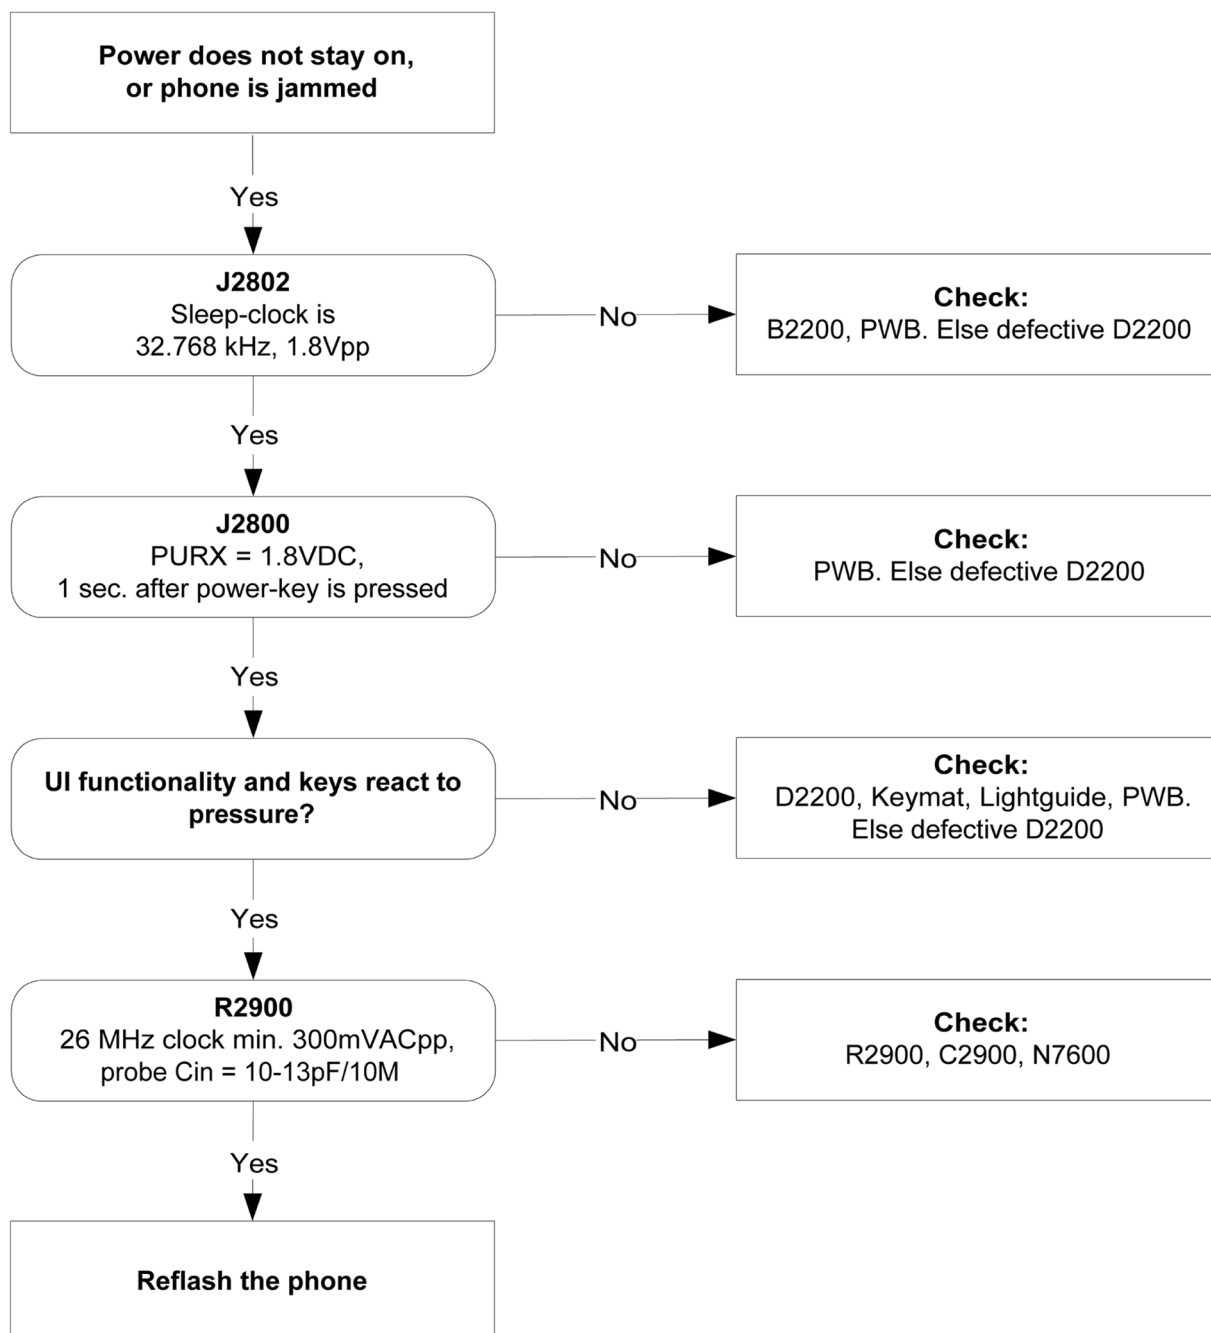 Power does not stay on,
or phone is jammed
Yes
J2802
Sleep-clock is
32.768 kHz, 1.8Vpp
No
Check:
B2200, PWB. Else defective D2200
Yes
J2800
PURX = 1.8VDC,
1 sec. after power-key is pressed
No
Check:
PWB. Else defective D2200
Yes
UI functionality and keys react to
pressure?
No
Check:
D2200, Keymat, Lightguide, PWB.
Else defective D2200
Yes
R2900
26 MHz clock min. 300mVACpp,
probe Cin = 10-13pF/10M
No
Check:
R2900, C2900, N7600
Yes
Reflash the phone